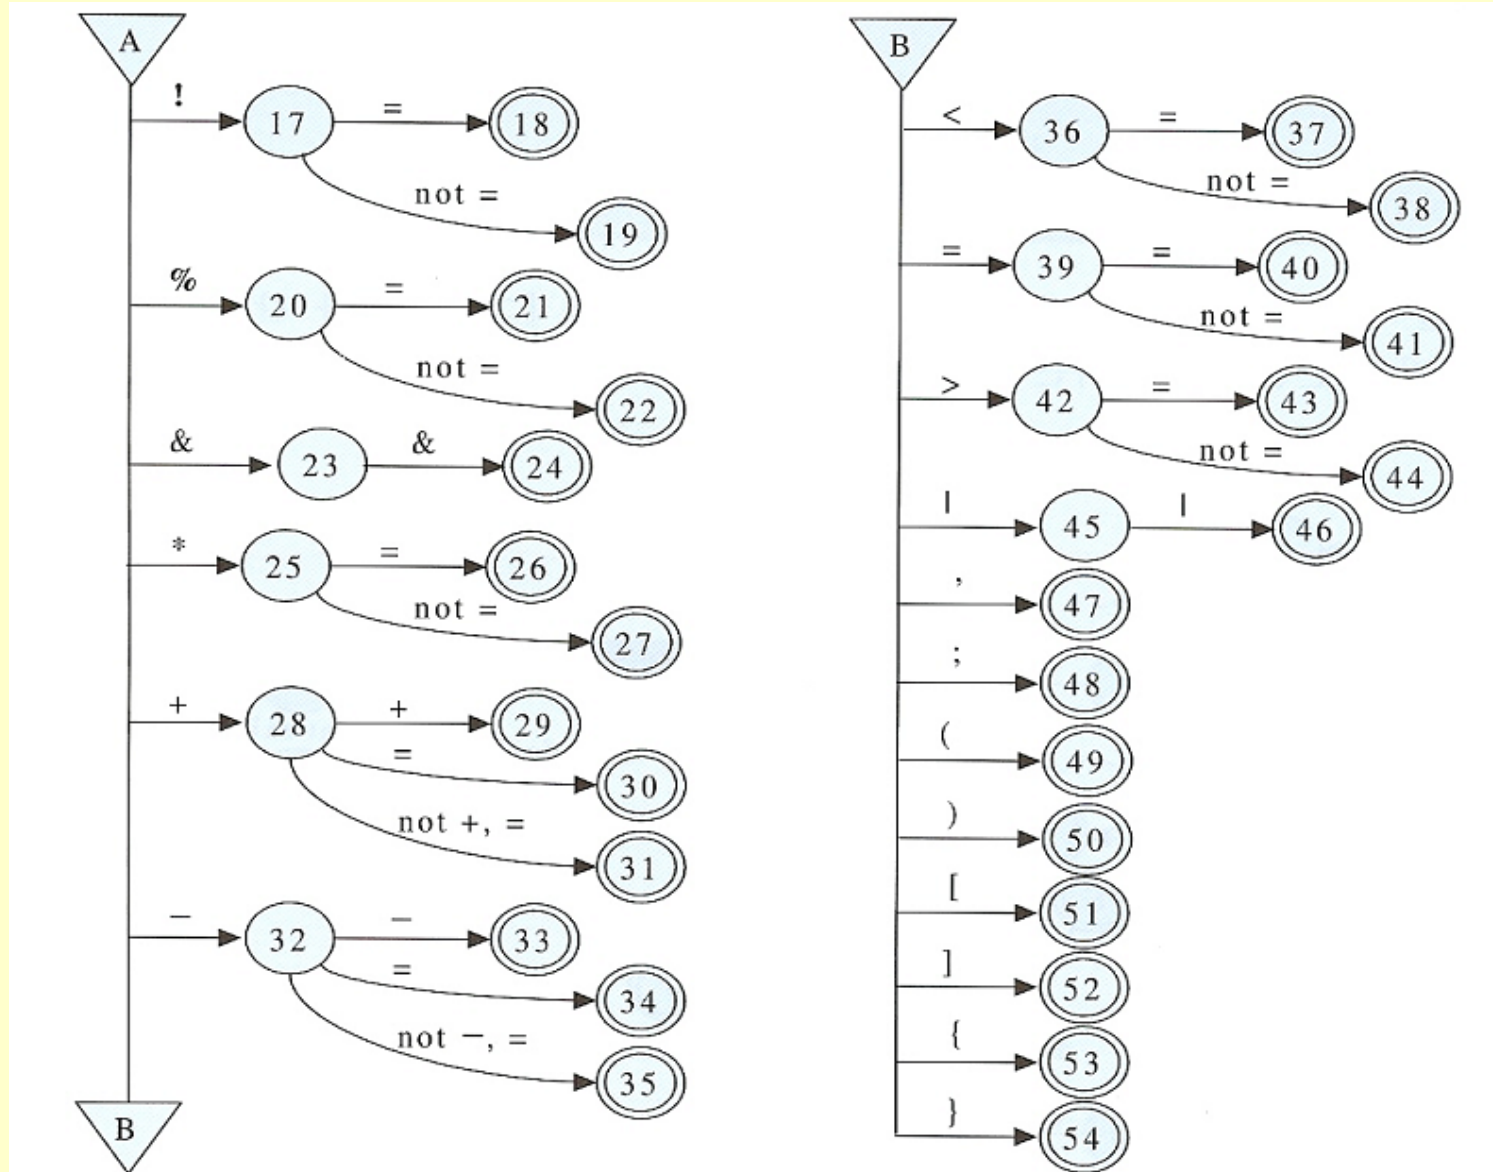 A
! 17 = 18
not = 19
% 20 = 21
not = 22
& 23 & 24
* 25 = 26
not = 27
+ 28 + 29
= 30
not +, = 31
− 32 − 33
= 34
not −, = 35
B
B
< 36 = 37
not = 38
= 39 = 40
not = 41
> 42 = 43
not = 44
| 45 | 46
, 47
; 48
( 49
) 50
[ 51
] 52
{ 53
} 54